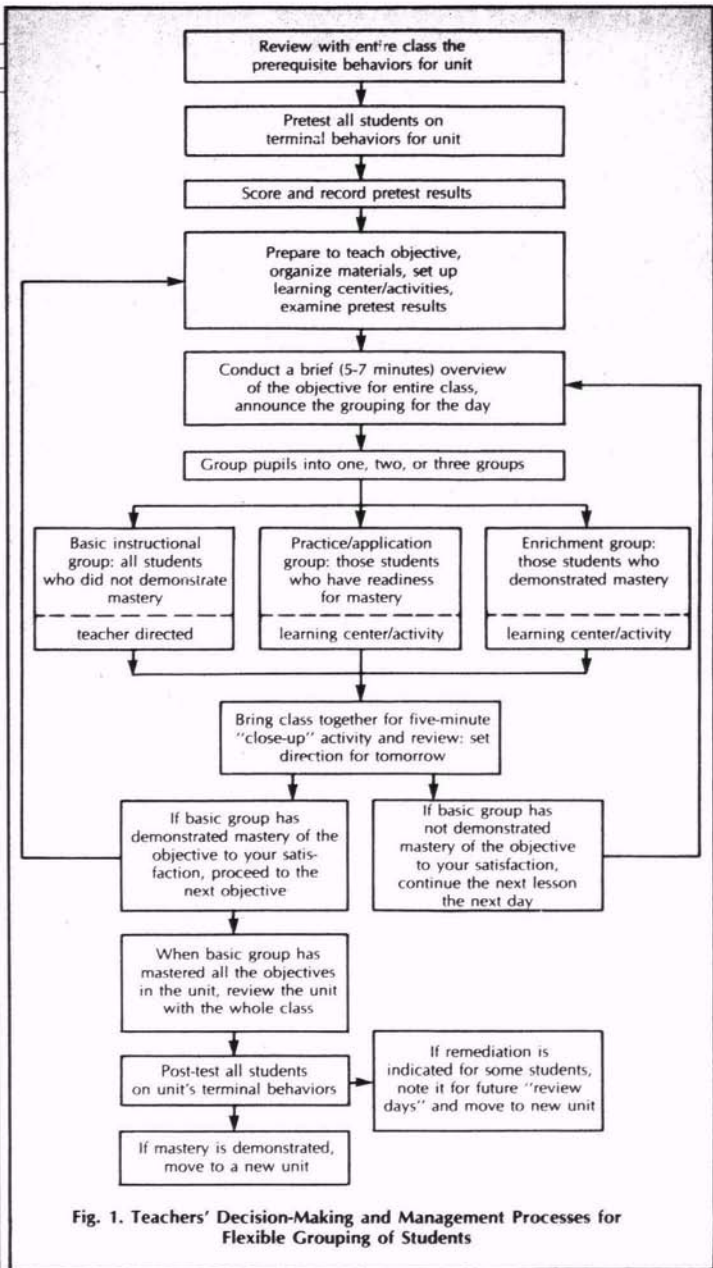 Review with entire class the
prerequisite behaviors for unit
Pretest all students on
terminal behaviors for unit
Score and record pretest results
Prepare to teach objective,
organize materials, set up
learning center/activities,
examine pretest results
Conduct a brief (5-7 minutes) overview
of the objective for entire class,
announce the grouping for the day
Group pupils into one, two, or three groups
Basic instructional
group: all students
who did not demonstrate
mastery
teacher directed
Practice/application
group: those students
who have readiness
for mastery
learning center/activity
Enrichment group:
those students who
demonstrated mastery
learning center/activity
Bring class together for five-minute
"close-up" activity and review: set
direction for tomorrow
If basic group has
demonstrated mastery of the
objective to your satis-
faction, proceed to the
next objective
If basic group has
not demonstrated
mastery of the objective
to your satisfaction,
continue the next lesson
the next day
When basic group has
mastered all the objectives
in the unit, review the unit
with the whole class
Post-test all students
on unit's terminal behaviors
If remediation is
indicated for some students,
note it for future "review
days" and move to new unit
If mastery is demonstrated,
move to a new unit
Fig. 1. Teachers' Decision-Making and Management Processes for
Flexible Grouping of Students